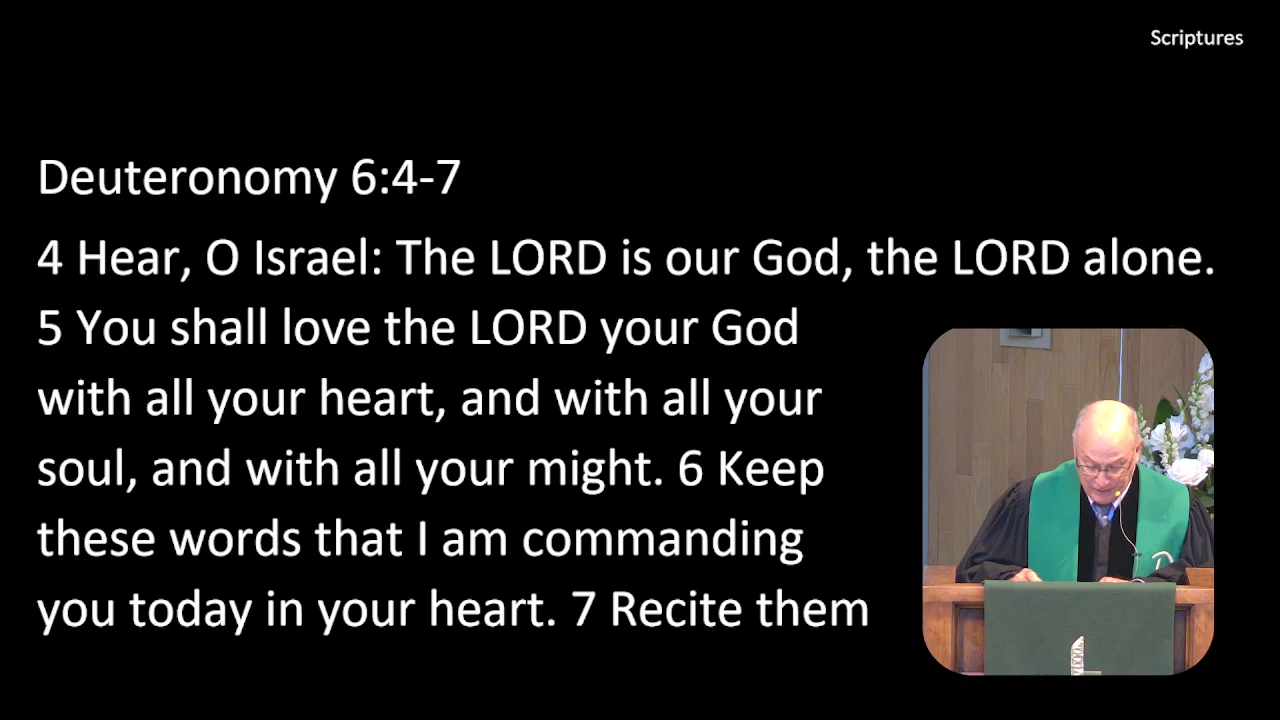 Scriptures
Deuteronomy 6:4-7
4 Hear, O Israel: The LORD is our God, the LORD alone.
5 You shall love the LORD your God
with all your heart, and with all your
soul, and with all your might. 6 Keep
these words that I am commanding
you today in your heart. 7 Recite them